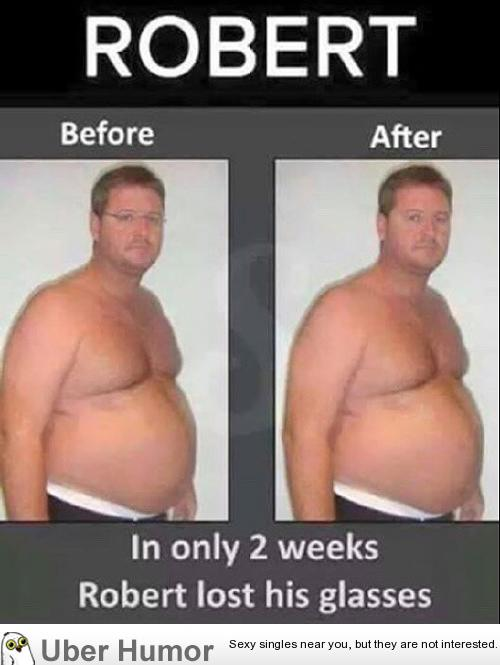 ROBERT
Before After
In only 2 weeks
Robert lost his glasses
Uber Humor Sexy singles near you, but they are not interested.